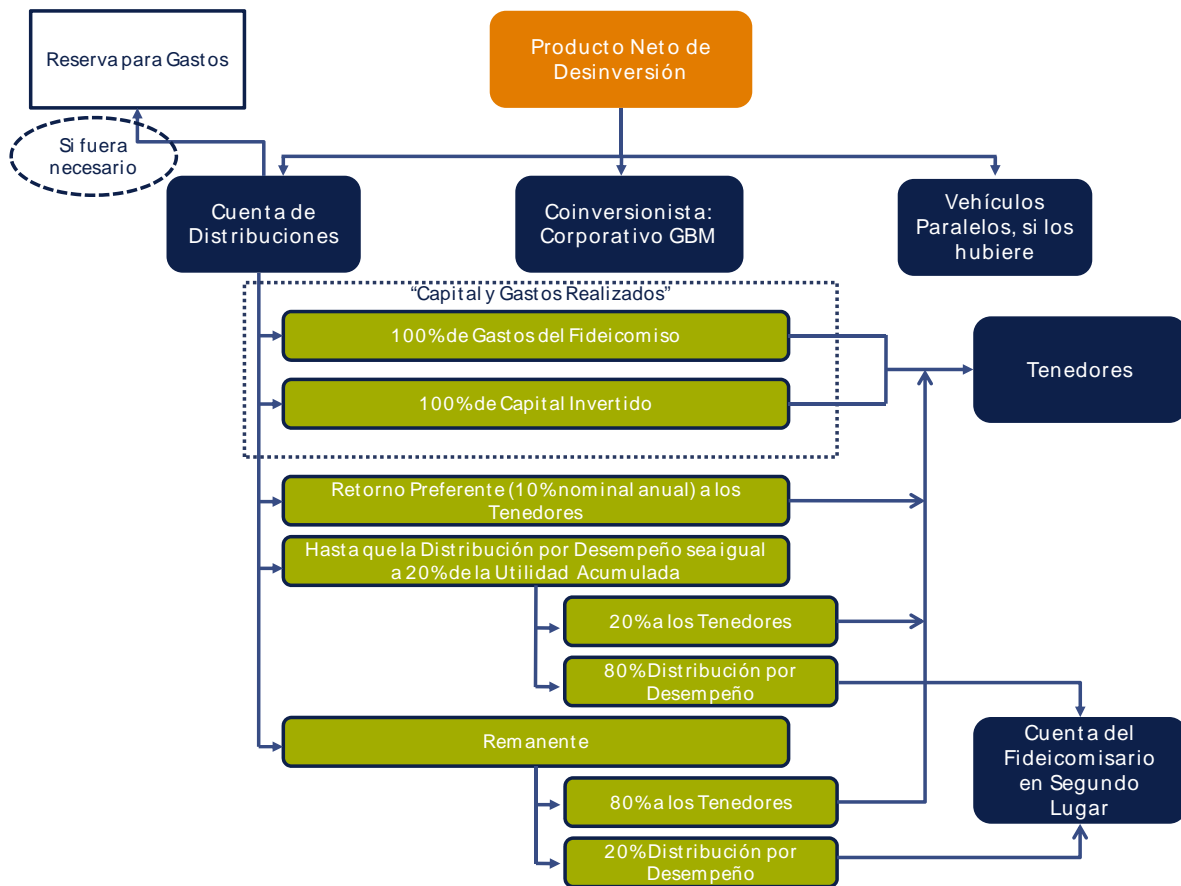 Reserva para Gastos
Producto Neto de
Desinversión
Si fuera
necesario
Cuenta de
Distribuciones
Coinversionista:
Corporativo GBM
Vehículos
Paralelos, si los
hubiere
“Capital y Gastos Realizados”
100% de Gastos del Fideicomiso
100% de Capital Invertido
Tenedores
Retorno Preferente (10% nominal anual) a los
Tenedores
Hasta que la Distribución por Desempeño sea igual
a 20% de la Utilidad Acumulada
20% a los Tenedores
80% Distribución por
Desempeño
Remanente
80% a los Tenedores
20% Distribución por
Desempeño
Cuenta del
Fideicomisario
en Segundo
Lugar